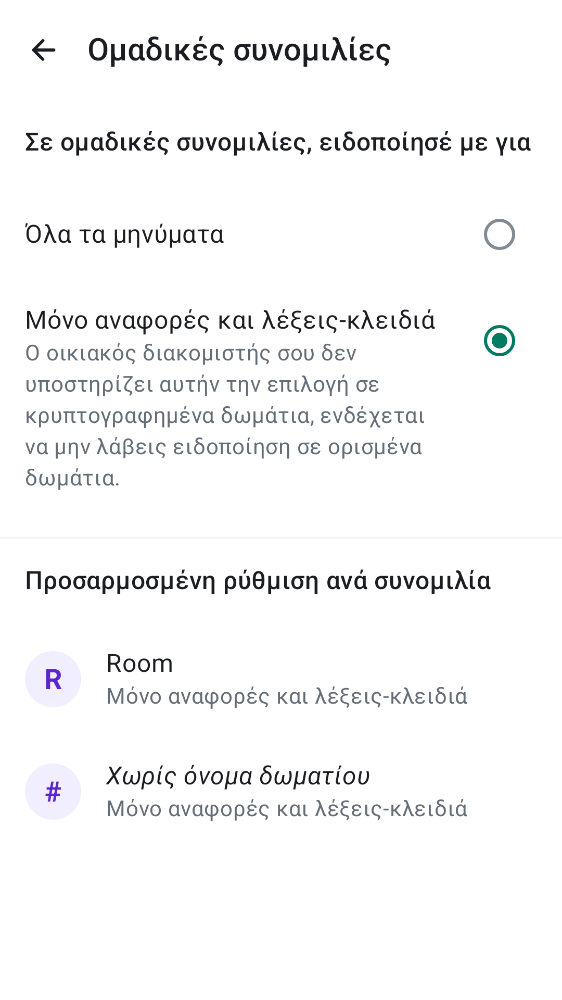 Ομαδικές συνομιλίες
Σε ομαδικές συνομιλίες, ειδοποίησέ με για
Όλα τα μηνύματα
Μόνο αναφορές και λέξεις-κλειδιά
Ο οικιακός διακομιστής σου δεν
υποστηρίζει αυτήν την επιλογή σε
κρυπτογραφημένα δωμάτια, ενδέχεται
να μην λάβεις ειδοποίηση σε ορισμένα
δωμάτια.
Προσαρμοσμένη ρύθμιση ανά συνομιλία
R
Room
Μόνο αναφορές και λέξεις-κλειδιά
#
Χωρίς όνομα δωματίου
Μόνο αναφορές και λέξεις-κλειδιά